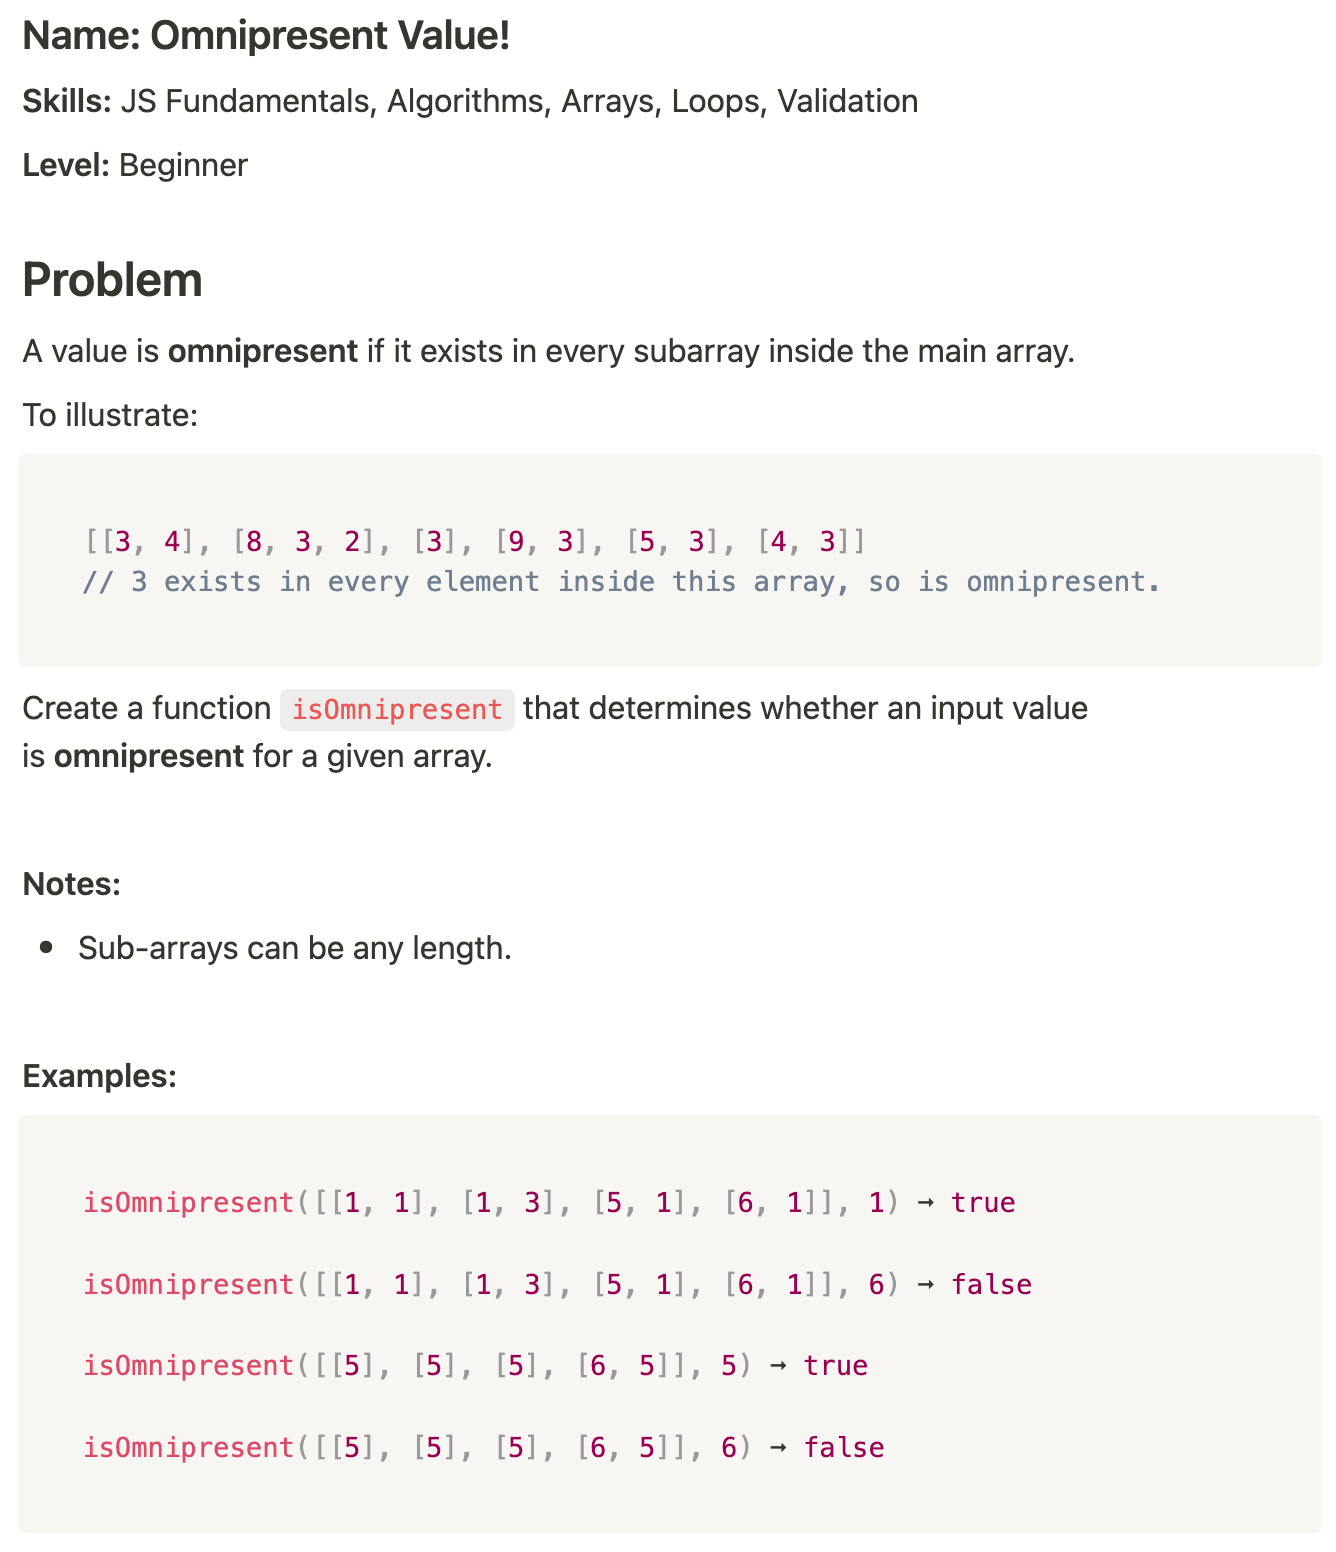 Name: Omnipresent Value!
Skills: JS Fundamentals, Algorithms, Arrays, Loops, Validation
Level: Beginner
Problem
A value is omnipresent if it exists in every subarray inside the main array.
To illustrate:
[[3, 4], [8, 3, 2], [3], [9, 3], [5, 3], [4, 3]]
// 3 exists in every element inside this array, so is omnipresent.
Create a function isOmnipresent that determines whether an input value
is omnipresent for a given array.
Notes:
• Sub-arrays can be any length.
Examples:
isOmnipresent([[1, 1], [1, 3], [5, 1], [6, 1]], 1) → true
isOmnipresent([[1, 1], [1, 3], [5, 1], [6, 1]], 6) → false
isOmnipresent([[5], [5], [5], [6, 5]], 5) → true
isOmnipresent([[5], [5], [5], [6, 5]], 6) → false